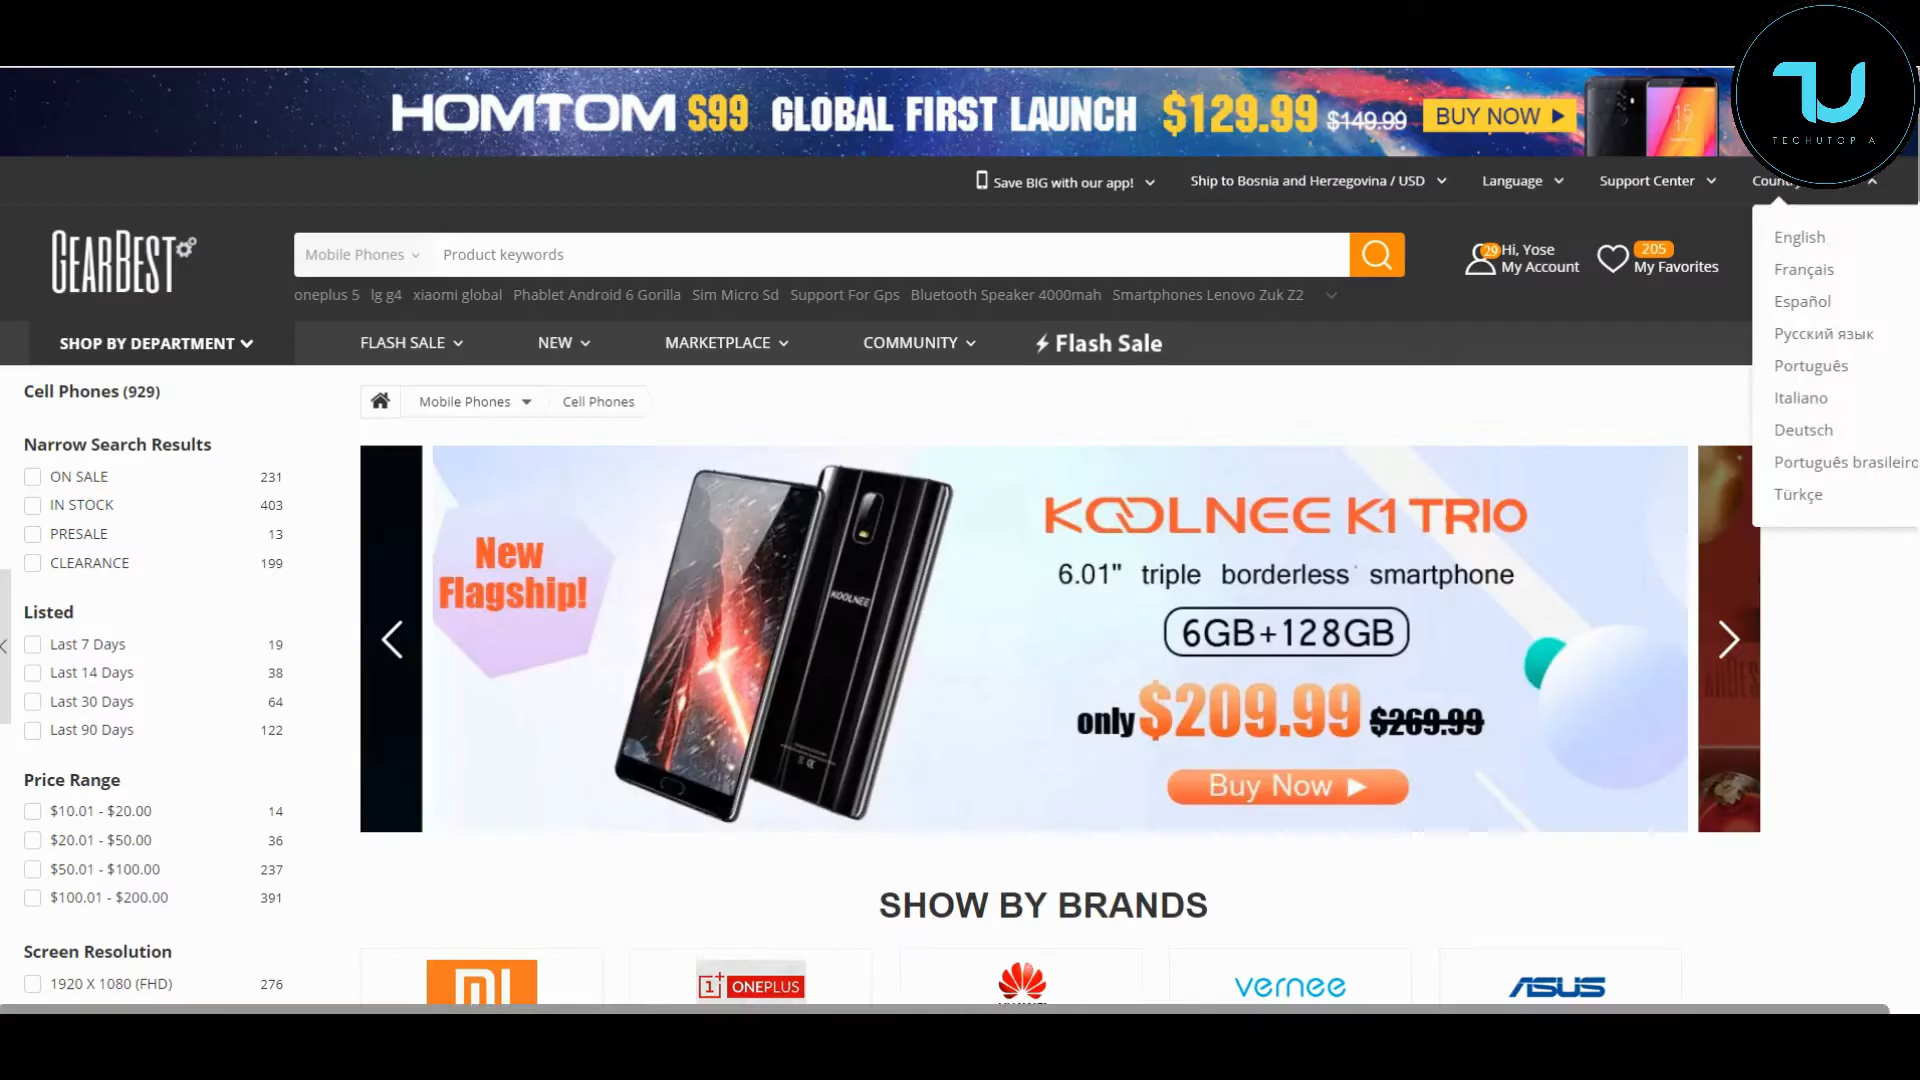 HOMTOM S99 GLOBAL FIRST LAUNCH $129.99 $149.99 BUY NOW
TU
TECHUTOPIA
Save BIG with our app! Ship to Bosnia and Herzegovina / USD Language Support Center
GEARBEST
Mobile Phones Product keywords
29 Hi, Yose
My Account
205
My Favorites
oneplus 5 lg g4 xiaomi global Phablet Android 6 Gorilla Sim Micro Sd Support For Gps Bluetooth Speaker 4000mah Smartphones Lenovo Zuk Z2
SHOP BY DEPARTMENT FLASH SALE NEW MARKETPLACE COMMUNITY Flash Sale
English
Français
Español
Русский язык
Português
Italiano
Deutsch
Português brasileiro
Türkçe
Cell Phones (929)
Narrow Search Results
ON SALE 231
IN STOCK 403
PRESALE 13
CLEARANCE 199
Listed
Last 7 Days 19
Last 14 Days 38
Last 30 Days 64
Last 90 Days 122
Price Range
$10.01 - $20.00 14
$20.01 - $50.00 36
$50.01 - $100.00 237
$100.01 - $200.00 391
Screen Resolution
1920 X 1080 (FHD) 276
Mobile Phones Cell Phones
New
Flagship!
KOOLNEE
KOOLNEE K1 TRIO
6.01" triple borderless smartphone
6GB+128GB
only $209.99 $269.99
Buy Now
SHOW BY BRANDS
MI
1+ ONEPLUS
HUAWEI
vernee
ASUS